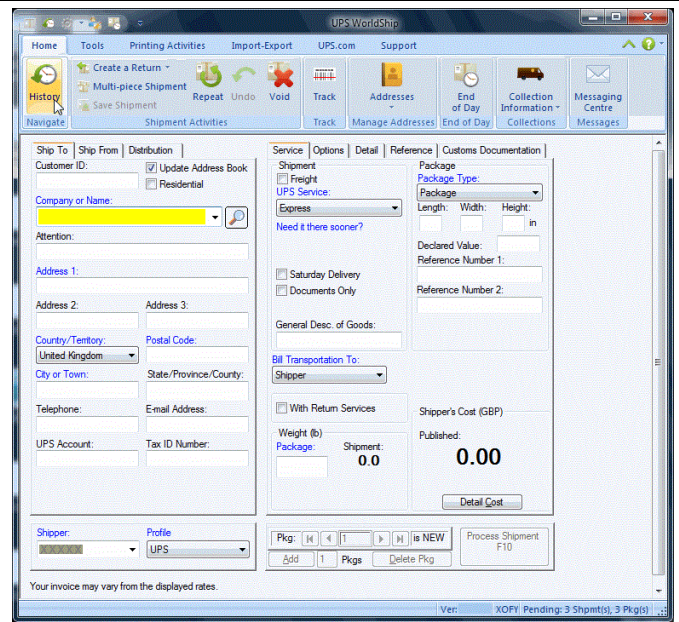 UPS WorldShip
Home Tools Printing Activities Import-Export UPS.com Support
History
Create a Return
Multi-piece Shipment
Save Shipment
Repeat Undo Void Track Addresses End of Day Collection Information Messaging Centre
Navigate Shipment Activities Track Manage Addresses End of Day Collections Messages
Ship To Ship From Distribution
Customer ID:
Update Address Book
Residential
Company or Name:
Attention:
Address 1:
Address 2: Address 3:
Country/Territory: Postal Code:
United Kingdom
City or Town: State/Province/County:
Telephone: E-mail Address:
UPS Account: Tax ID Number:
Shipper: Profile
XXXXX UPS
Service Options Detail Reference Customs Documentation
Shipment
Freight
UPS Service:
Express
Need it there sooner?
Saturday Delivery
Documents Only
General Desc. of Goods:
Bill Transportation To:
Shipper
With Return Services
Weight (lb)
Package: Shipment:
0.0
Package
Package Type:
Package
Length: Width: Height:
in
Declared Value:
Reference Number 1:
Reference Number 2:
Shipper's Cost (GBP)
Published:
0.00
Detail Cost
Pkg: 1 is NEW
Add 1 Pkgs Delete Pkg
Process Shipment
F10
Your invoice may vary from the displayed rates.
Ver: XOFY Pending: 3 Shpmt(s), 3 Pkg(s)